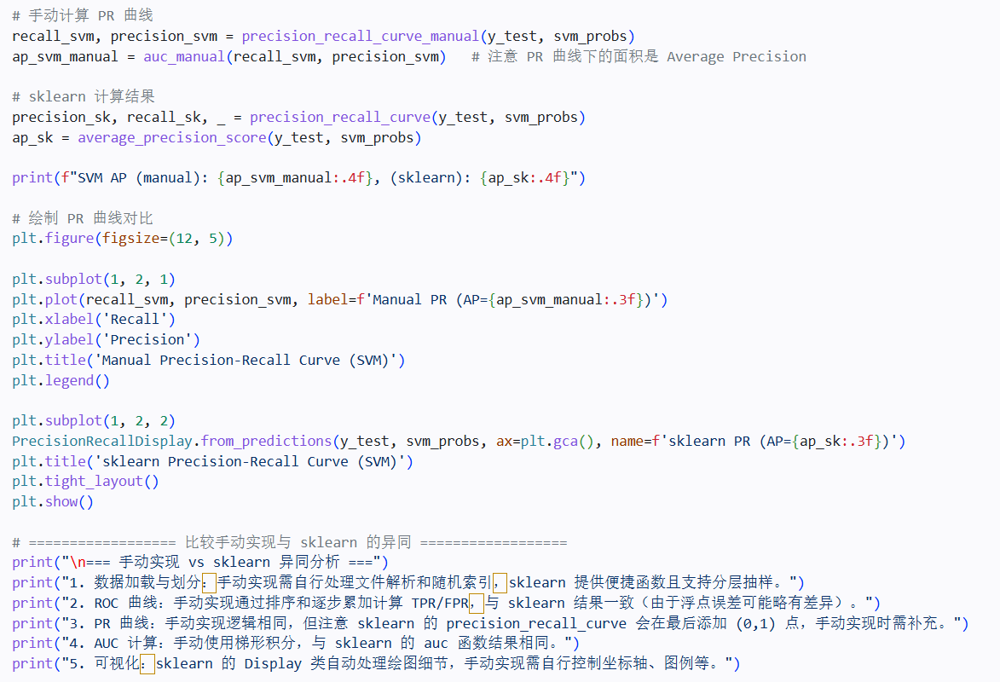 # 手动计算 PR 曲线
recall_svm, precision_svm = precision_recall_curve_manual(y_test, svm_probs)
ap_svm_manual = auc_manual(recall_svm, precision_svm)   # 注意 PR 曲线下的面积是 Average Precision
# sklearn 计算结果
precision_sk, recall_sk, _ = precision_recall_curve(y_test, svm_probs)
ap_sk = average_precision_score(y_test, svm_probs)
print(f"SVM AP (manual): {ap_svm_manual:.4f}, (sklearn): {ap_sk:.4f}")
# 绘制 PR 曲线对比
plt.figure(figsize=(12, 5))
plt.subplot(1, 2, 1)
plt.plot(recall_svm, precision_svm, label=f'Manual PR (AP={ap_svm_manual:.3f})')
plt.xlabel('Recall')
plt.ylabel('Precision')
plt.title('Manual Precision-Recall Curve (SVM)')
plt.legend()
plt.subplot(1, 2, 2)
PrecisionRecallDisplay.from_predictions(y_test, svm_probs, ax=plt.gca(), name=f'sklearn PR (AP={ap_sk:.3f})')
plt.title('sklearn Precision-Recall Curve (SVM)')
plt.tight_layout()
plt.show()
# ================== 比较手动实现与 sklearn 的异同 ==================
print("\n=== 手动实现 vs sklearn 异同分析 ===")
print("1. 数据加载与划分：手动实现需自行处理文件解析和随机索引，sklearn 提供便捷函数且支持分层抽样。")
print("2. ROC 曲线：手动实现通过排序和逐步累加计算 TPR/FPR，与 sklearn 结果一致（由于浮点误差可能略有差异）。")
print("3. PR 曲线：手动实现逻辑相同，但注意 sklearn 的 precision_recall_curve 会在最后添加 (0,1) 点，手动实现时需补充。")
print("4. AUC 计算：手动使用梯形积分，与 sklearn 的 auc 函数结果相同。")
print("5. 可视化：sklearn 的 Display 类自动处理绘图细节，手动实现需自行控制坐标轴、图例等。")